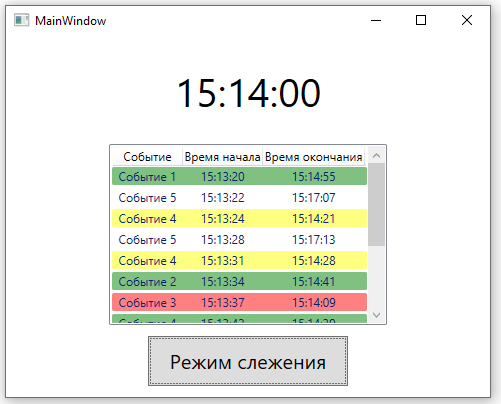 MainWindow
15:14:00
Событие Время начала Время окончания
Событие 1 15:13:20 15:14:55
Событие 5 15:13:22 15:17:07
Событие 4 15:13:24 15:14:21
Событие 5 15:13:28 15:17:13
Событие 4 15:13:31 15:14:28
Событие 2 15:13:34 15:14:41
Событие 3 15:13:37 15:14:09
Событие 4
Режим слежения